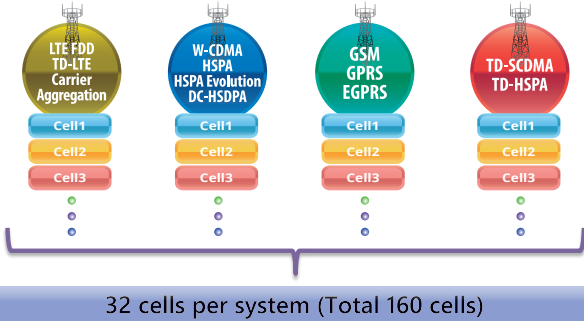 LTE FDD
TD-LTE
Carrier
Aggregation
W-CDMA
HSPA
HSPA Evolution
DC-HSDPA
GSM
GPRS
EGPRS
TD-SCDMA
TD-HSPA
Cell1
Cell1
Cell1
Cell1
Cell2
Cell2
Cell2
Cell2
Cell3
Cell3
Cell3
Cell3
32 cells per system (Total 160 cells)